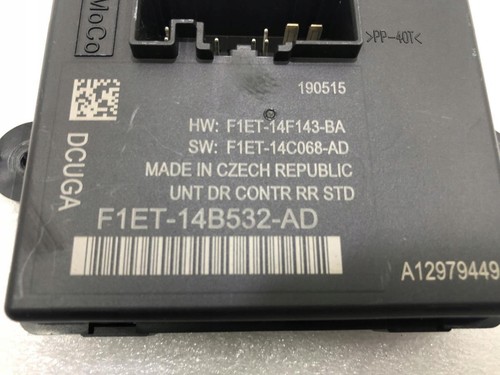 MoCo
>PP-40T<
190515
HW: F1ET-14F143-BA
SW: F1ET-14C068-AD
MADE IN CZECH REPUBLIC
UNT DR CONTR RR STD
DCUGA
F1ET-14B532-AD
A12979449